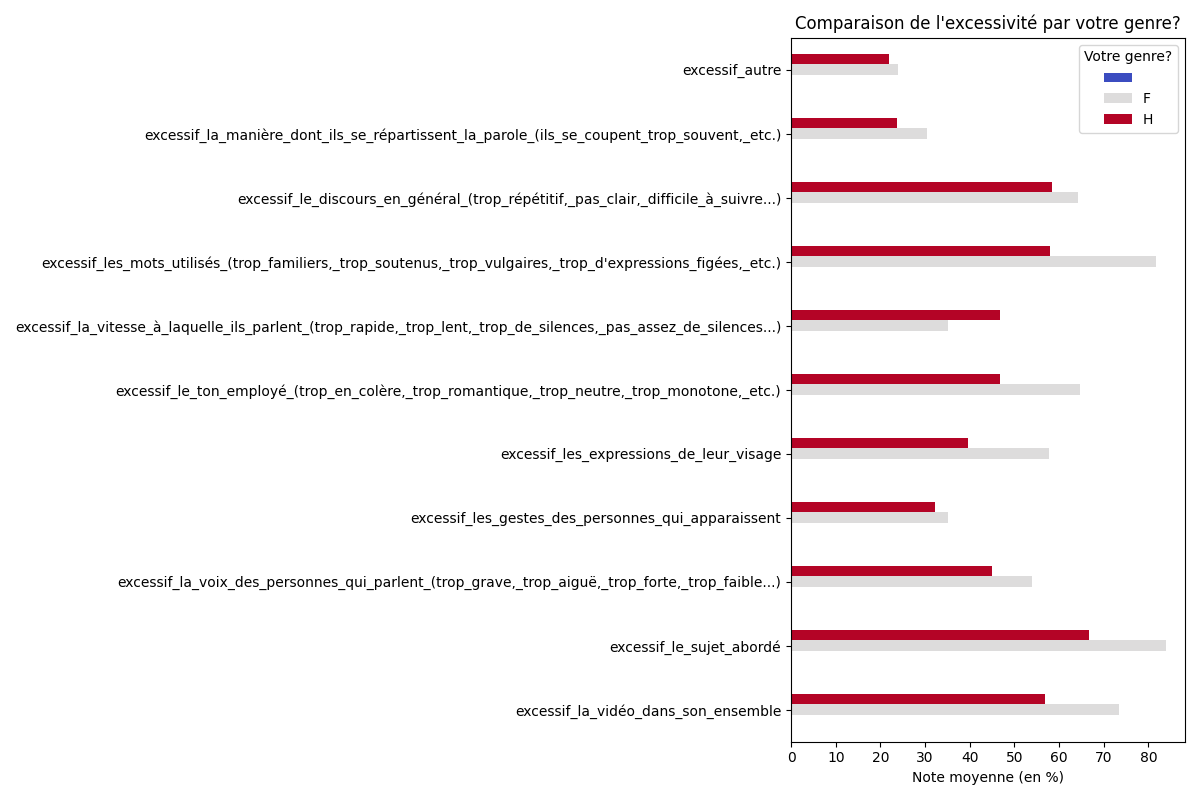 Comparaison de l'excessivité par votre genre?
Votre genre?
F
H
excessif_autre
excessif_la_manière_dont_ils_se_répartissent_la_parole_(ils_se_coupent_trop_souvent,_etc.)
excessif_le_discours_en_général_(trop_répétitif,_pas_clair,_difficile_à_suivre...)
excessif_les_mots_utilisés_(trop_familiers,_trop_soutenus,_trop_vulgaires,_trop_d'expressions_figées,_etc.)
excessif_la_vitesse_à_laquelle_ils_parlent_(trop_rapide,_trop_lent,_trop_de_silences,_pas_assez_de_silences...)
excessif_le_ton_employé_(trop_en_colère,_trop_romantique,_trop_neutre,_trop_monotone,_etc.)
excessif_les_expressions_de_leur_visage
excessif_les_gestes_des_personnes_qui_apparaissent
excessif_la_voix_des_personnes_qui_parlent_(trop_grave,_trop_aiguë,_trop_forte,_trop_faible...)
excessif_le_sujet_abordé
excessif_la_vidéo_dans_son_ensemble
0 10 20 30 40 50 60 70 80
Note moyenne (en %)